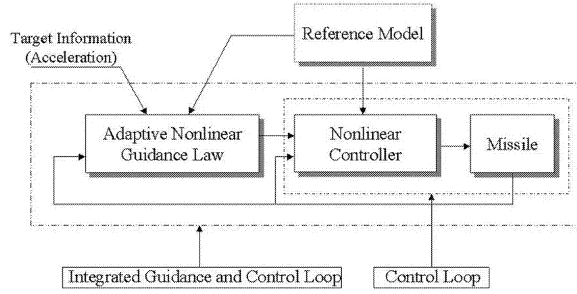 Target Information
(Acceleration)
Reference Model
Adaptive Nonlinear
Guidance Law
Nonlinear
Controller
Missile
Integrated Guidance and Control Loop
Control Loop